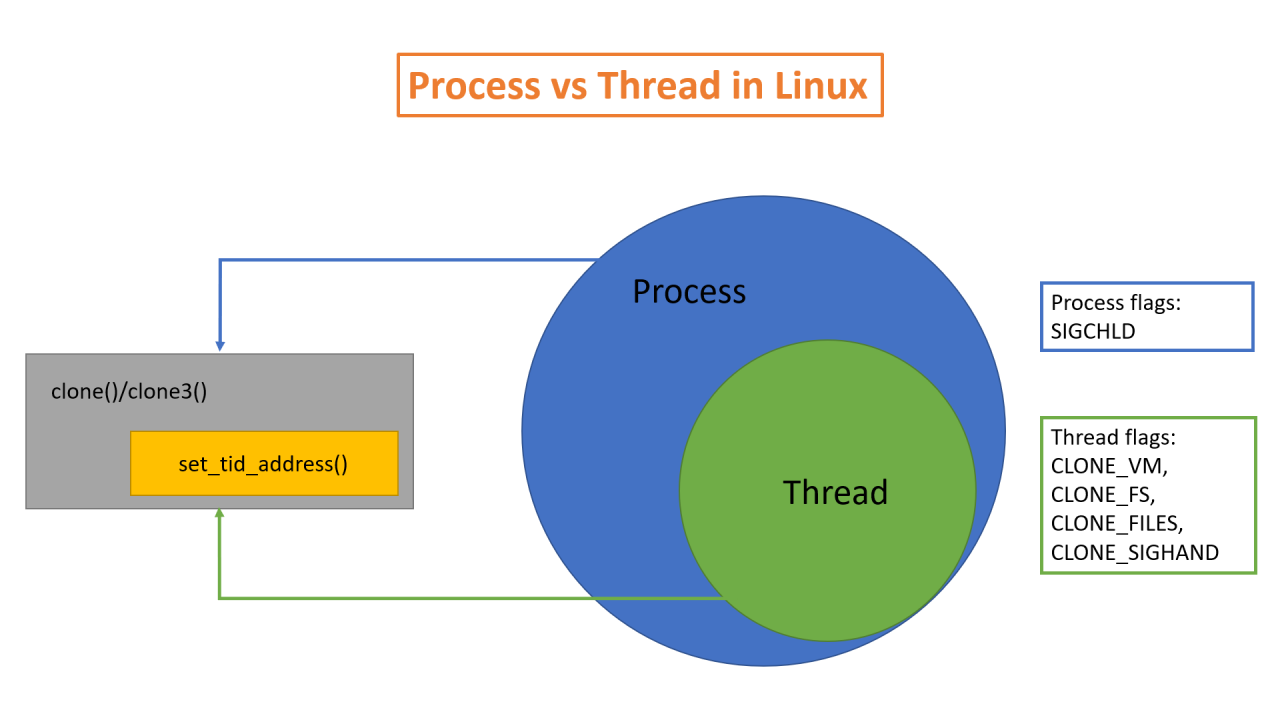 Process vs Thread in Linux
Process
Process flags:
SIGCHLD
clone()/clone3()
set_tid_address()
Thread
Thread flags:
CLONE_VM,
CLONE_FS,
CLONE_FILES,
CLONE_SIGHAND